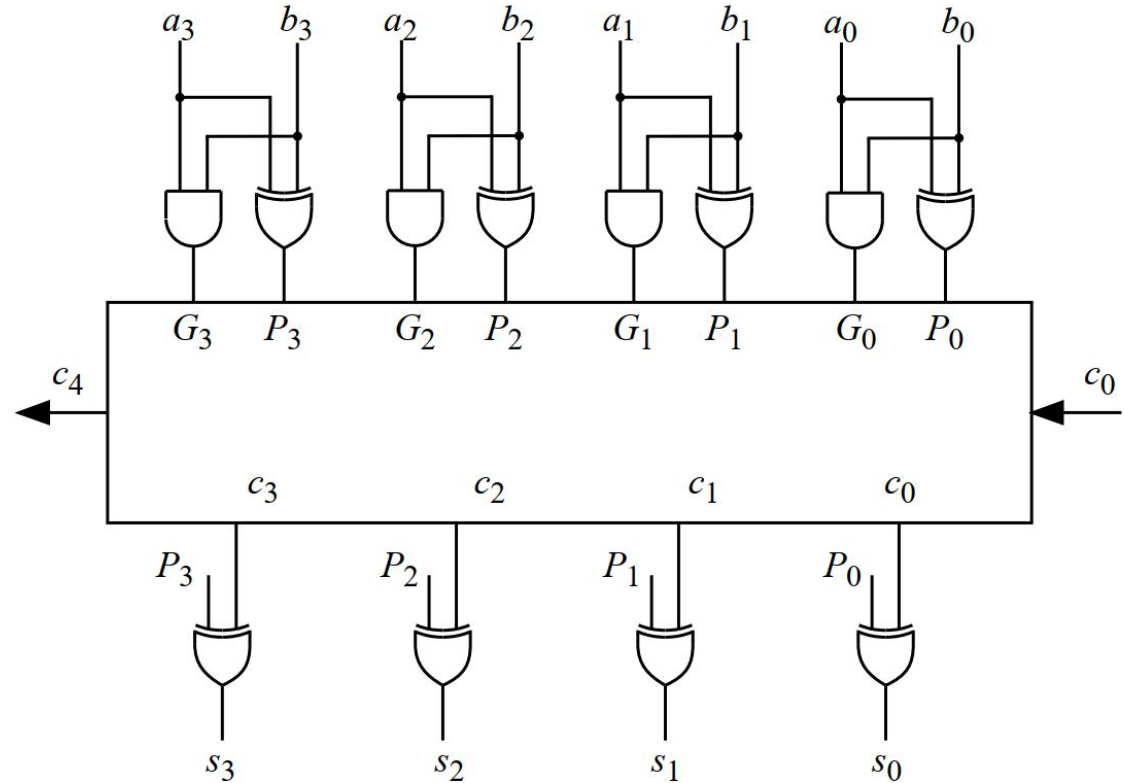 a₃ b₃ a₂ b₂ a₁ b₁ a₀ b₀
G₃ P₃ G₂ P₂ G₁ P₁ G₀ P₀
c₄ c₀
c₃ c₂ c₁ c₀
P₃ P₂ P₁ P₀
s₃ s₂ s₁ s₀